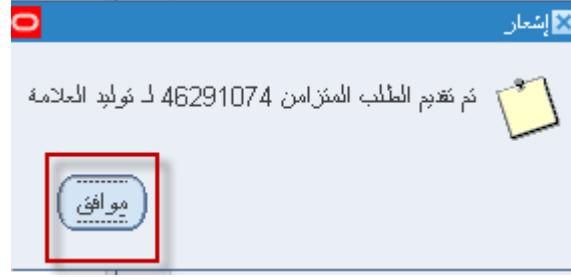 إشعار
تم تقديم الطلب المتزامن 46291074 لـ توليد العلامة
موافق